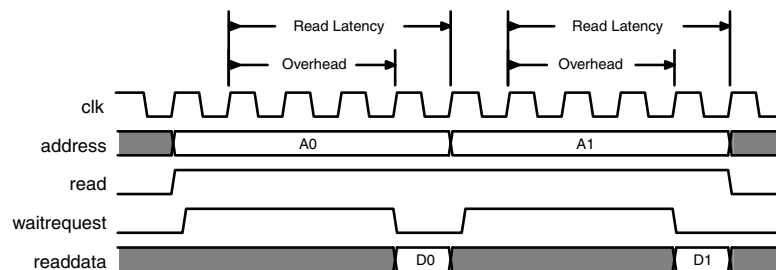 Read Latency Read Latency
Overhead Overhead
clk
address A0 A1
read
waitrequest
readdata D0 D1